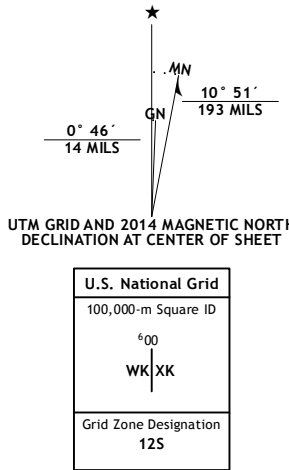 ★
MN
GN
10° 51´
193 MILS
0° 46´
14 MILS
UTM GRID AND 2014 MAGNETIC NORTH
DECLINATION AT CENTER OF SHEET
U.S. National Grid
100,000-m Square ID
⁶00
WK XK
Grid Zone Designation
12S